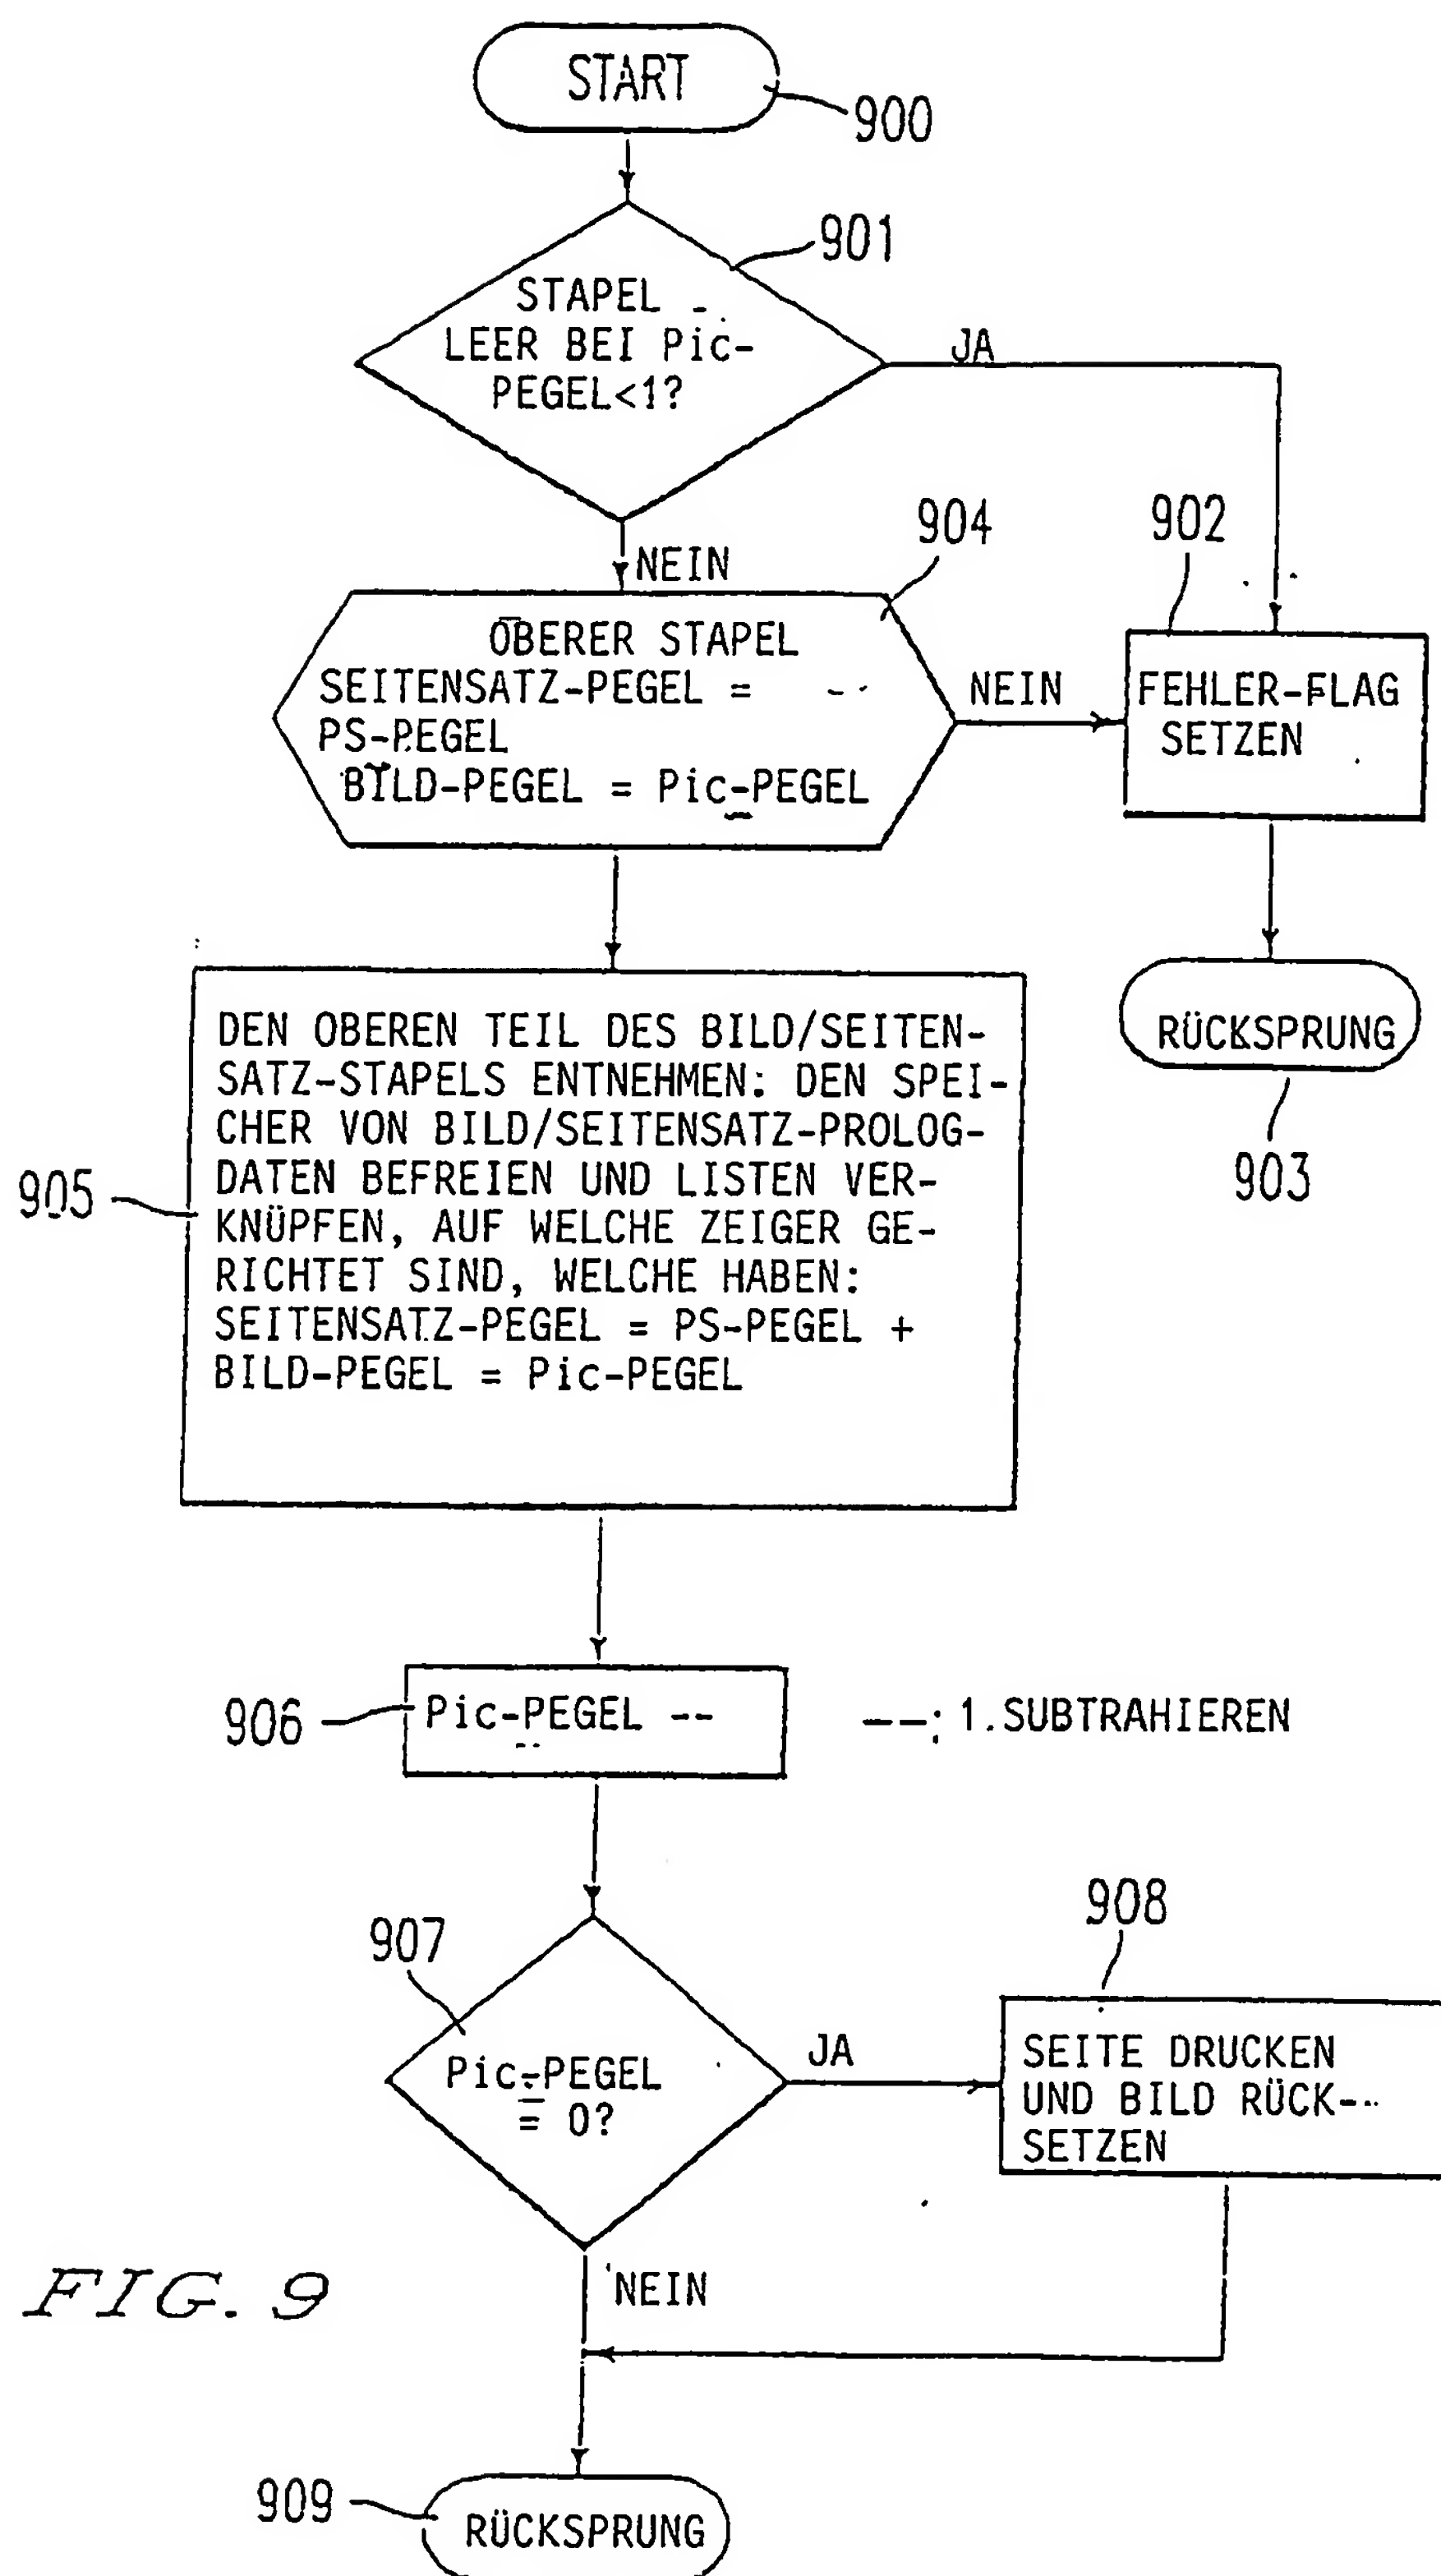 START
900
901
STAPEL
LEER BEI Pic-
PEGEL<1?
JA
NEIN
904
OBERER STAPEL
SEITENSATZ-PEGEL =
PS-PEGEL
BILD-PEGEL = Pic-PEGEL
NEIN
902
FEHLER-FLAG
SETZEN
RÜCKSPRUNG
903
905
DEN OBEREN TEIL DES BILD/SEITEN-
SATZ-STAPELS ENTNEHMEN: DEN SPEI-
CHER VON BILD/SEITENSATZ-PROLOG-
DATEN BEFREIEN UND LISTEN VER-
KNÜPFEN, AUF WELCHE ZEIGER GE-
RICHTET SIND, WELCHE HABEN:
SEITENSATZ-PEGEL = PS-PEGEL +
BILD-PEGEL = Pic-PEGEL
906
Pic-PEGEL --
--; 1.SUBTRAHIEREN
907
Pic-PEGEL
= 0?
JA
908
SEITE DRUCKEN
UND BILD RÜCK-
SETZEN
NEIN
FIG. 9
909
RÜCKSPRUNG